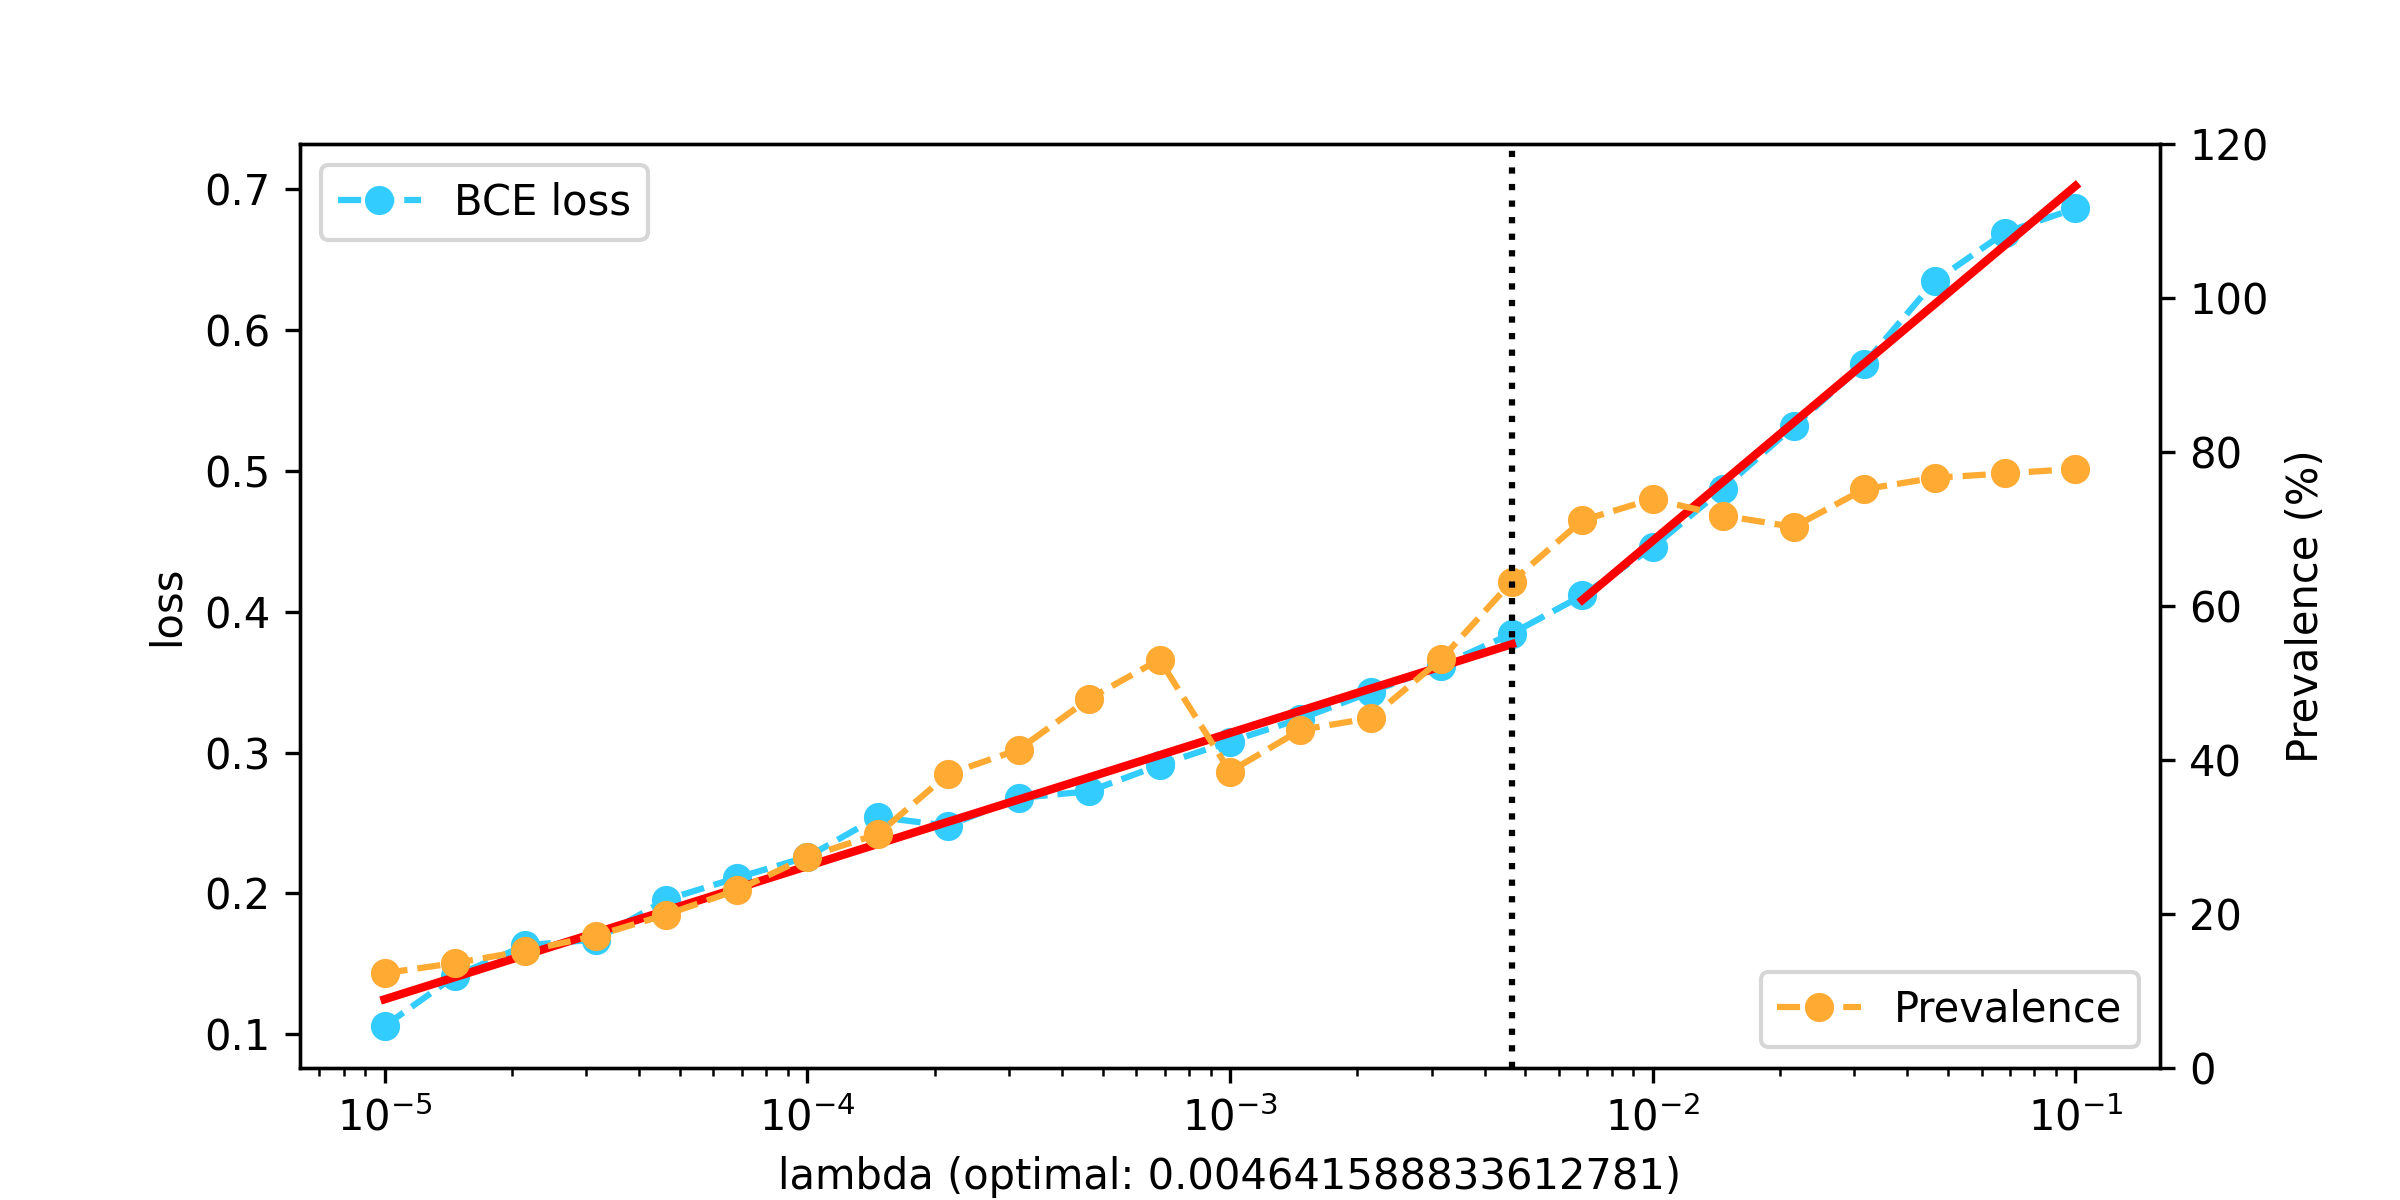 BCE loss
0.7
0.6
0.5
0.4
0.3
0.2
0.1
loss
120
100
80
60
40
20
0
Prevalence (%)
Prevalence
10⁻⁵ 10⁻⁴ 10⁻³ 10⁻² 10⁻¹
lambda (optimal: 0.004641588833612781)